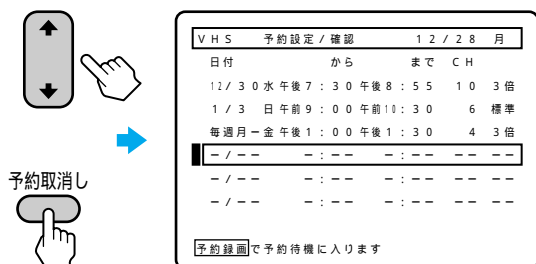 予約取消し
VHS 予約設定/確認 12/28 月
日付 から まで CH
12/30水 午後7:30 午後8:55 10 3倍
1/3 日 午前9:00 午前10:30 6 標準
毎週月ー金 午後1:00 午後1:30 4 3倍
ー/ーー ー:ーー ー:ーー ーー ーー
ー/ーー ー:ーー ー:ーー ーー ーー
ー/ーー ー:ーー ー:ーー ーー ーー
予約録画で予約待機に入ります